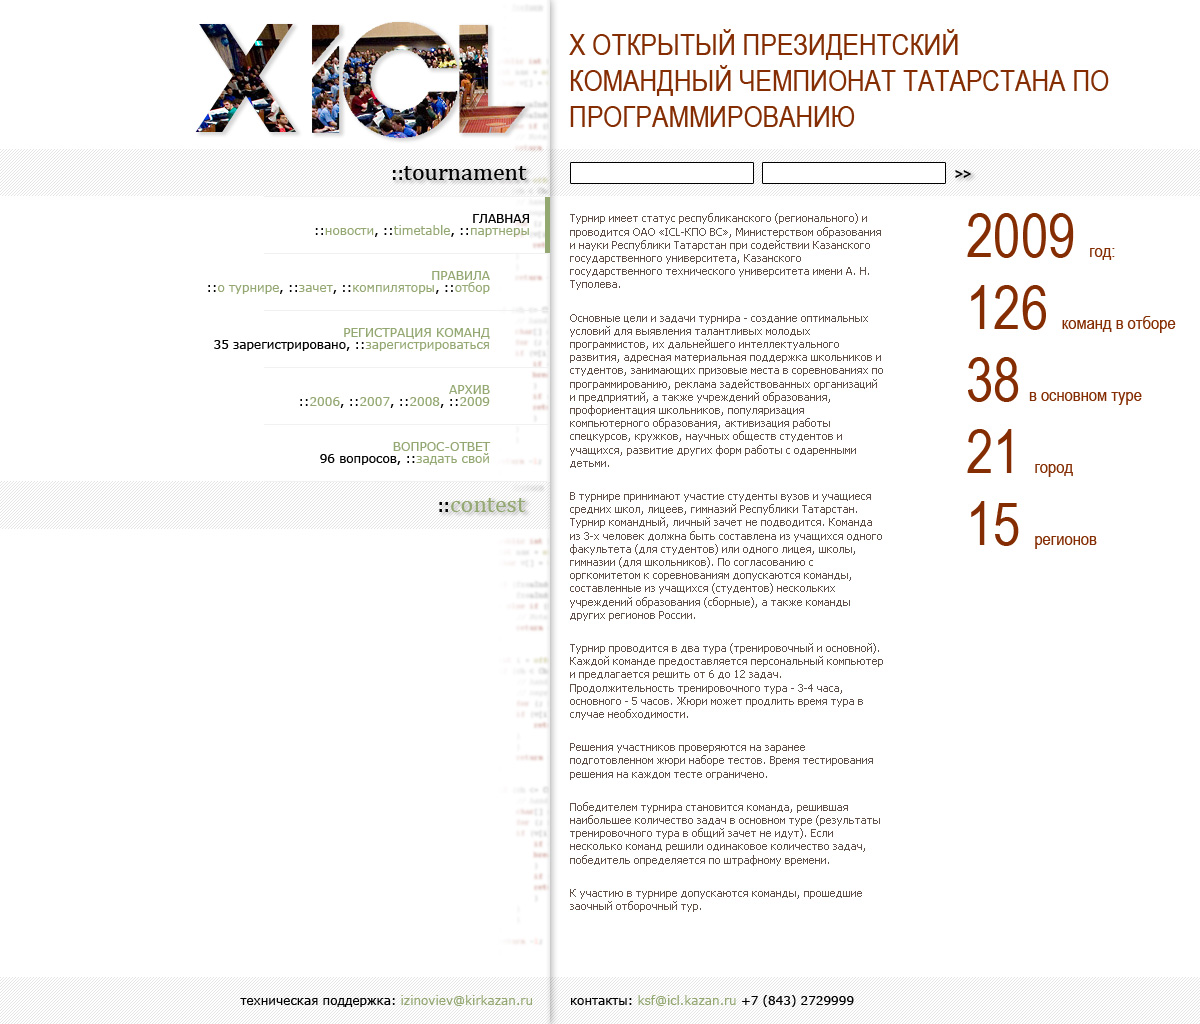 XICL
X ОТКРЫТЫЙ ПРЕЗИДЕНТСКИЙ
КОМАНДНЫЙ ЧЕМПИОНАТ ТАТАРСТАНА ПО
ПРОГРАММИРОВАНИЮ
::tournament
>>
ГЛАВНАЯ
::новости, ::timetable, ::партнеры
ПРАВИЛА
::о турнире, ::зачет, ::компиляторы, ::отбор
РЕГИСТРАЦИЯ КОМАНД
35 зарегистрировано, ::зарегистрироваться
АРХИВ
::2006, ::2007, ::2008, ::2009
ВОПРОС-ОТВЕТ
96 вопросов, ::задать свой
::contest
Турнир имеет статус республиканского (регионального) и
проводится ОАО «ICL-КПО ВС», Министерством образования
и науки Республики Татарстан при содействии Казанского
государственного университета, Казанского
государственного технического университета имени А. Н.
Туполева.
Основные цели и задачи турнира - создание оптимальных
условий для выявления талантливых молодых
программистов, их дальнейшего интеллектуального
развития, адресная материальная поддержка школьников и
студентов, занимающих призовые места в соревнованиях по
программированию, реклама задействованных организаций
и предприятий, а также учреждений образования,
профориентация школьников, популяризация
компьютерного образования, активизация работы
спецкурсов, кружков, научных обществ студентов и
учащихся, развитие других форм работы с одаренными
детьми.
В турнире принимают участие студенты вузов и учащиеся
средних школ, лицеев, гимназий Республики Татарстан.
Турнир командный, личный зачет не подводится. Команда
из 3-х человек должна быть составлена из учащихся одного
факультета (для студентов) или одного лицея, школы,
гимназии (для школьников). По согласованию с
оргкомитетом к соревнованиям допускаются команды,
составленные из учащихся (студентов) нескольких
учреждений образования (сборные), а также команды
других регионов России.
Турнир проводится в два тура (тренировочный и основной).
Каждой команде предоставляется персональный компьютер
и предлагается решить от 6 до 12 задач.
Продолжительность тренировочного тура - 3-4 часа,
основного - 5 часов. Жюри может продлить время тура в
случае необходимости.
Решения участников проверяются на заранее
подготовленном жюри наборе тестов. Время тестирования
решения на каждом тесте ограничено.
Победителем турнира становится команда, решившая
наибольшее количество задач в основном туре (результаты
тренировочного тура в общий зачет не идут). Если
несколько команд решили одинаковое количество задач,
победитель определяется по штрафному времени.
К участию в турнире допускаются команды, прошедшие
заочный отборочный тур.
2009 год:
126 команд в отборе
38 в основном туре
21 город
15 регионов
техническая поддержка: izinoviev@kirkazan.ru
контакты: ksf@icl.kazan.ru +7 (843) 2729999